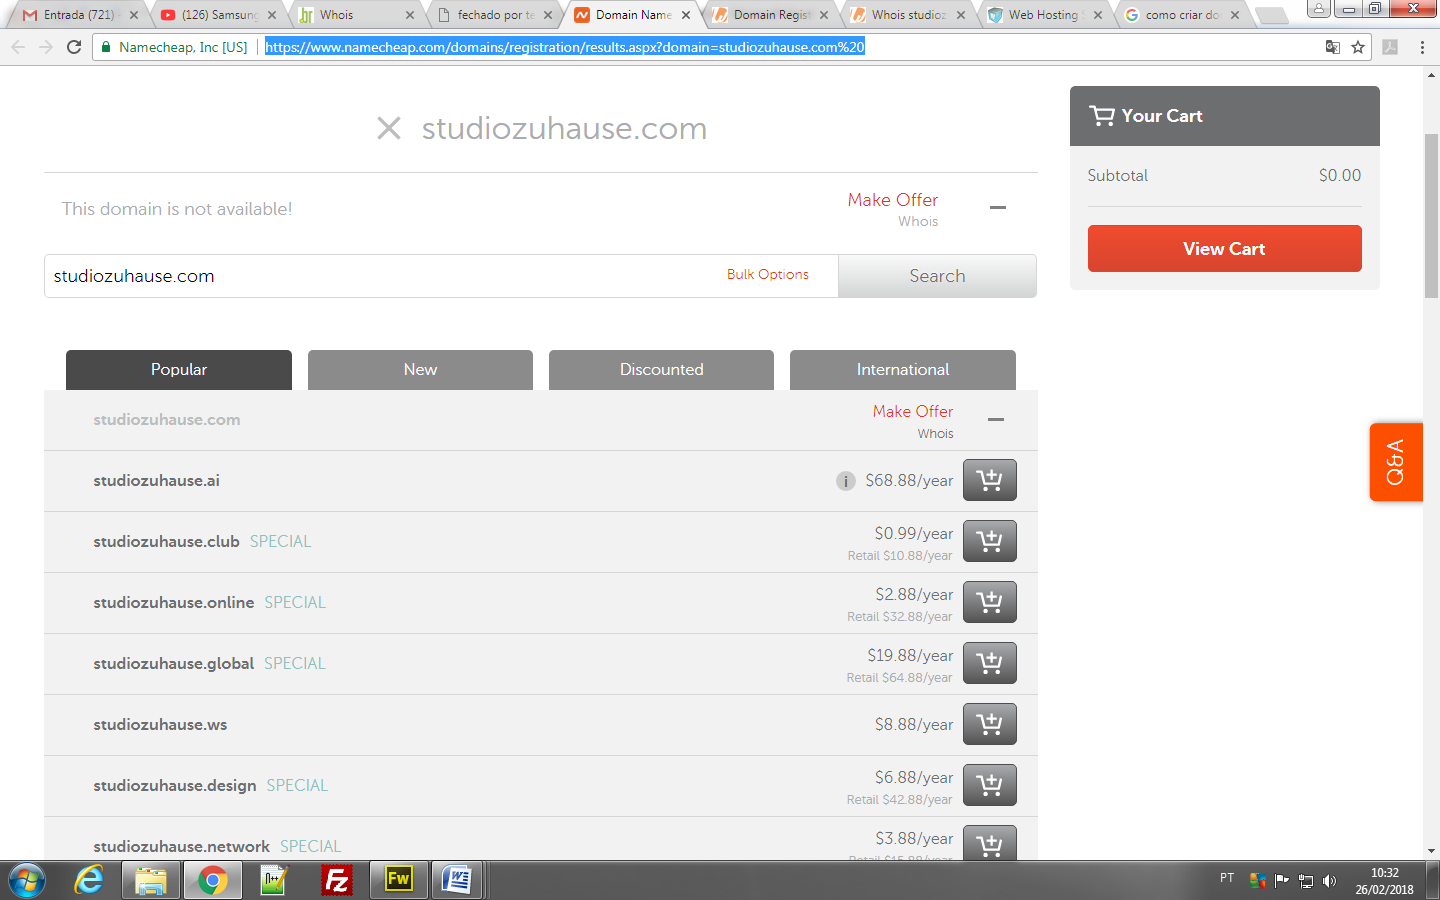 Entrada (721)
(126) Samsung
Whois
fechado por te
Domain Name
Domain Regist
Whois studioz
Web Hosting
como criar do
Namecheap, Inc [US]
https://www.namecheap.com/domains/registration/results.aspx?domain=studiozuhause.com%20
studiozuhause.com
Your Cart
Subtotal $0.00
View Cart
This domain is not available!
Make Offer
Whois
studiozuhause.com
Bulk Options
Search
Popular
New
Discounted
International
studiozuhause.com
Make Offer
Whois
studiozuhause.ai
i
$68.88/year
studiozuhause.club SPECIAL
$0.99/year
Retail $10.88/year
studiozuhause.online SPECIAL
$2.88/year
Retail $32.88/year
studiozuhause.global SPECIAL
$19.88/year
Retail $64.88/year
studiozuhause.ws
$8.88/year
studiozuhause.design SPECIAL
$6.88/year
Retail $42.88/year
studiozuhause.network SPECIAL
$3.88/year
Q&A
Fw
PT
10:32
26/02/2018